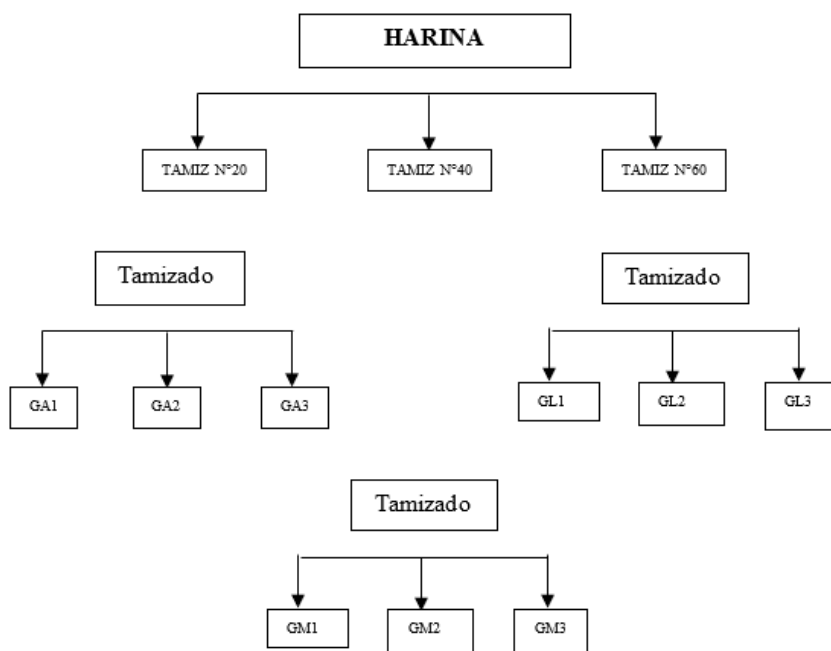 HARINA
TAMIZ N°20
TAMIZ N°40
TAMIZ N°60
Tamizado
Tamizado
GA1
GA2
GA3
GL1
GL2
GL3
Tamizado
GM1
GM2
GM3